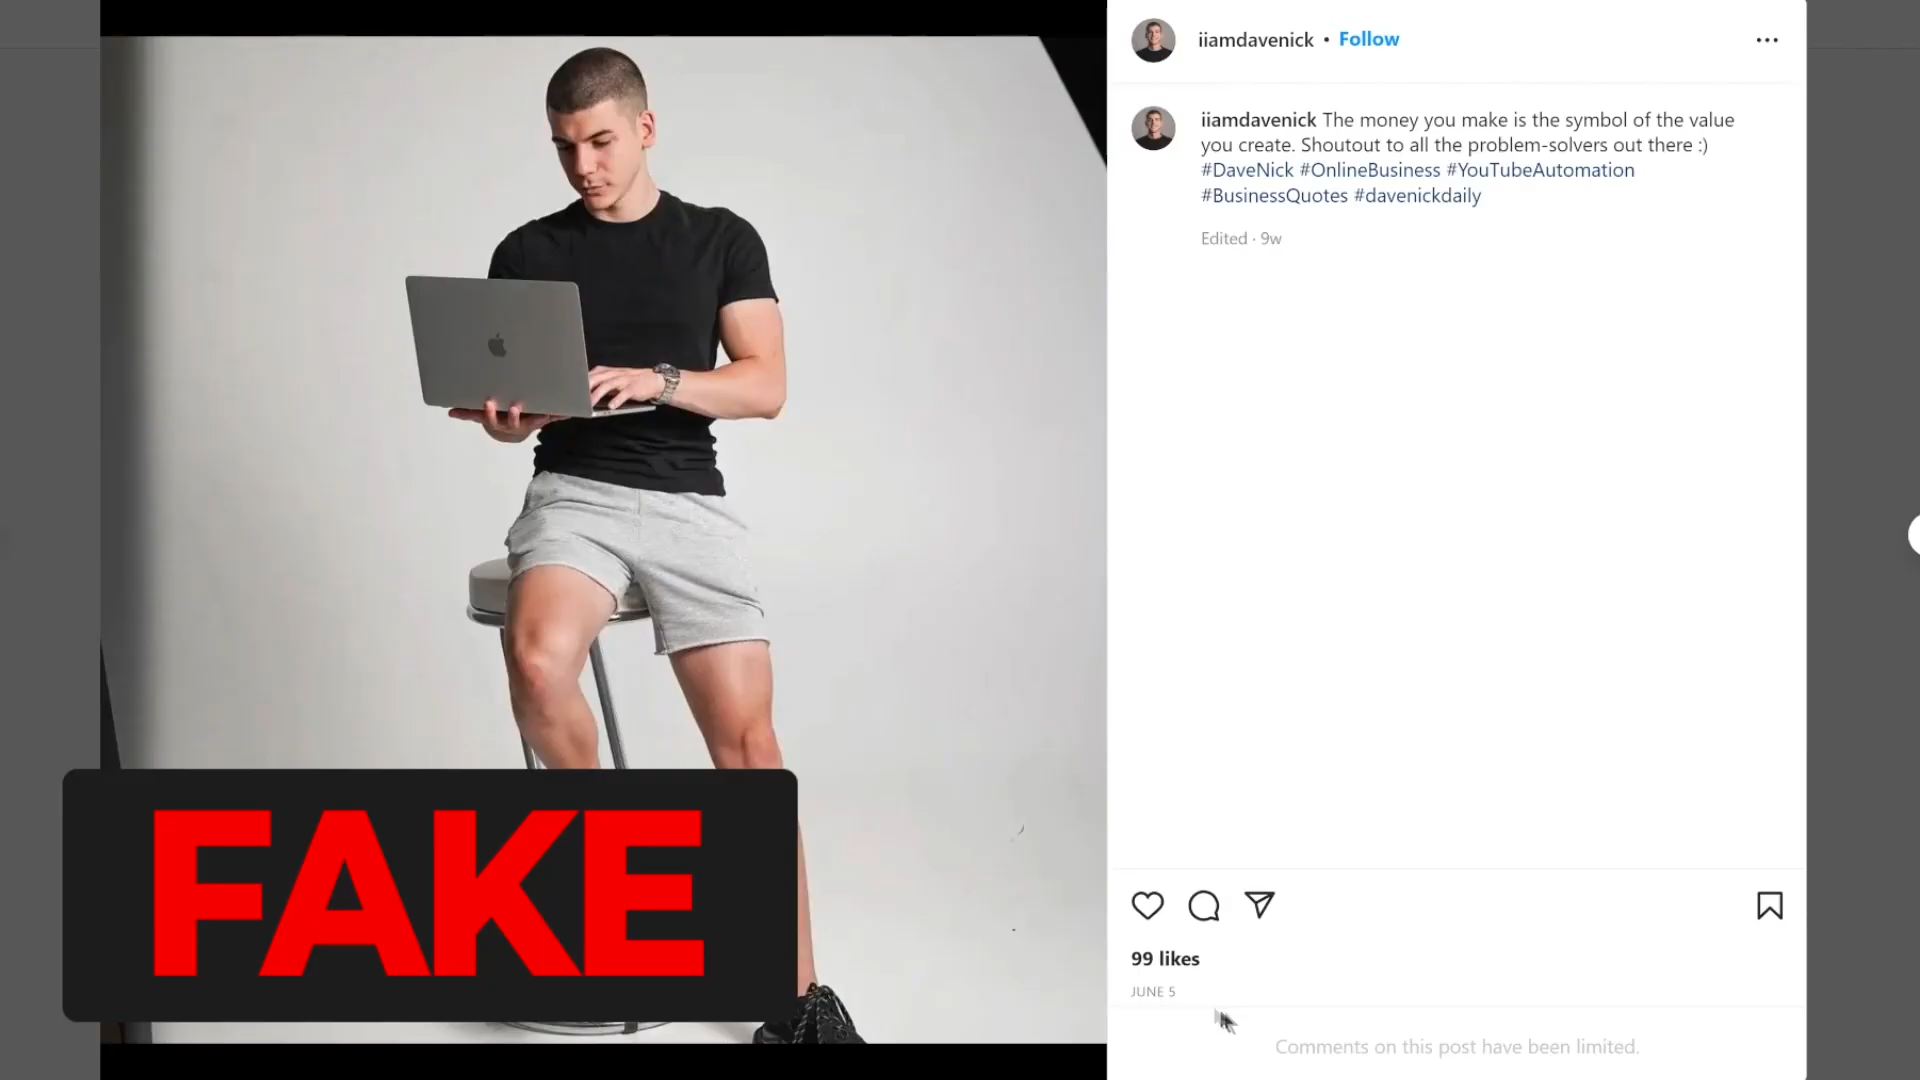 iiamdavenick • Follow
iiamdavenick The money you make is the symbol of the value
you create. Shoutout to all the problem-solvers out there :)
#DaveNick #OnlineBusiness #YouTubeAutomation
#BusinessQuotes #davenickdaily
Edited · 9w
FAKE
99 likes
JUNE 5
Comments on this post have been limited.